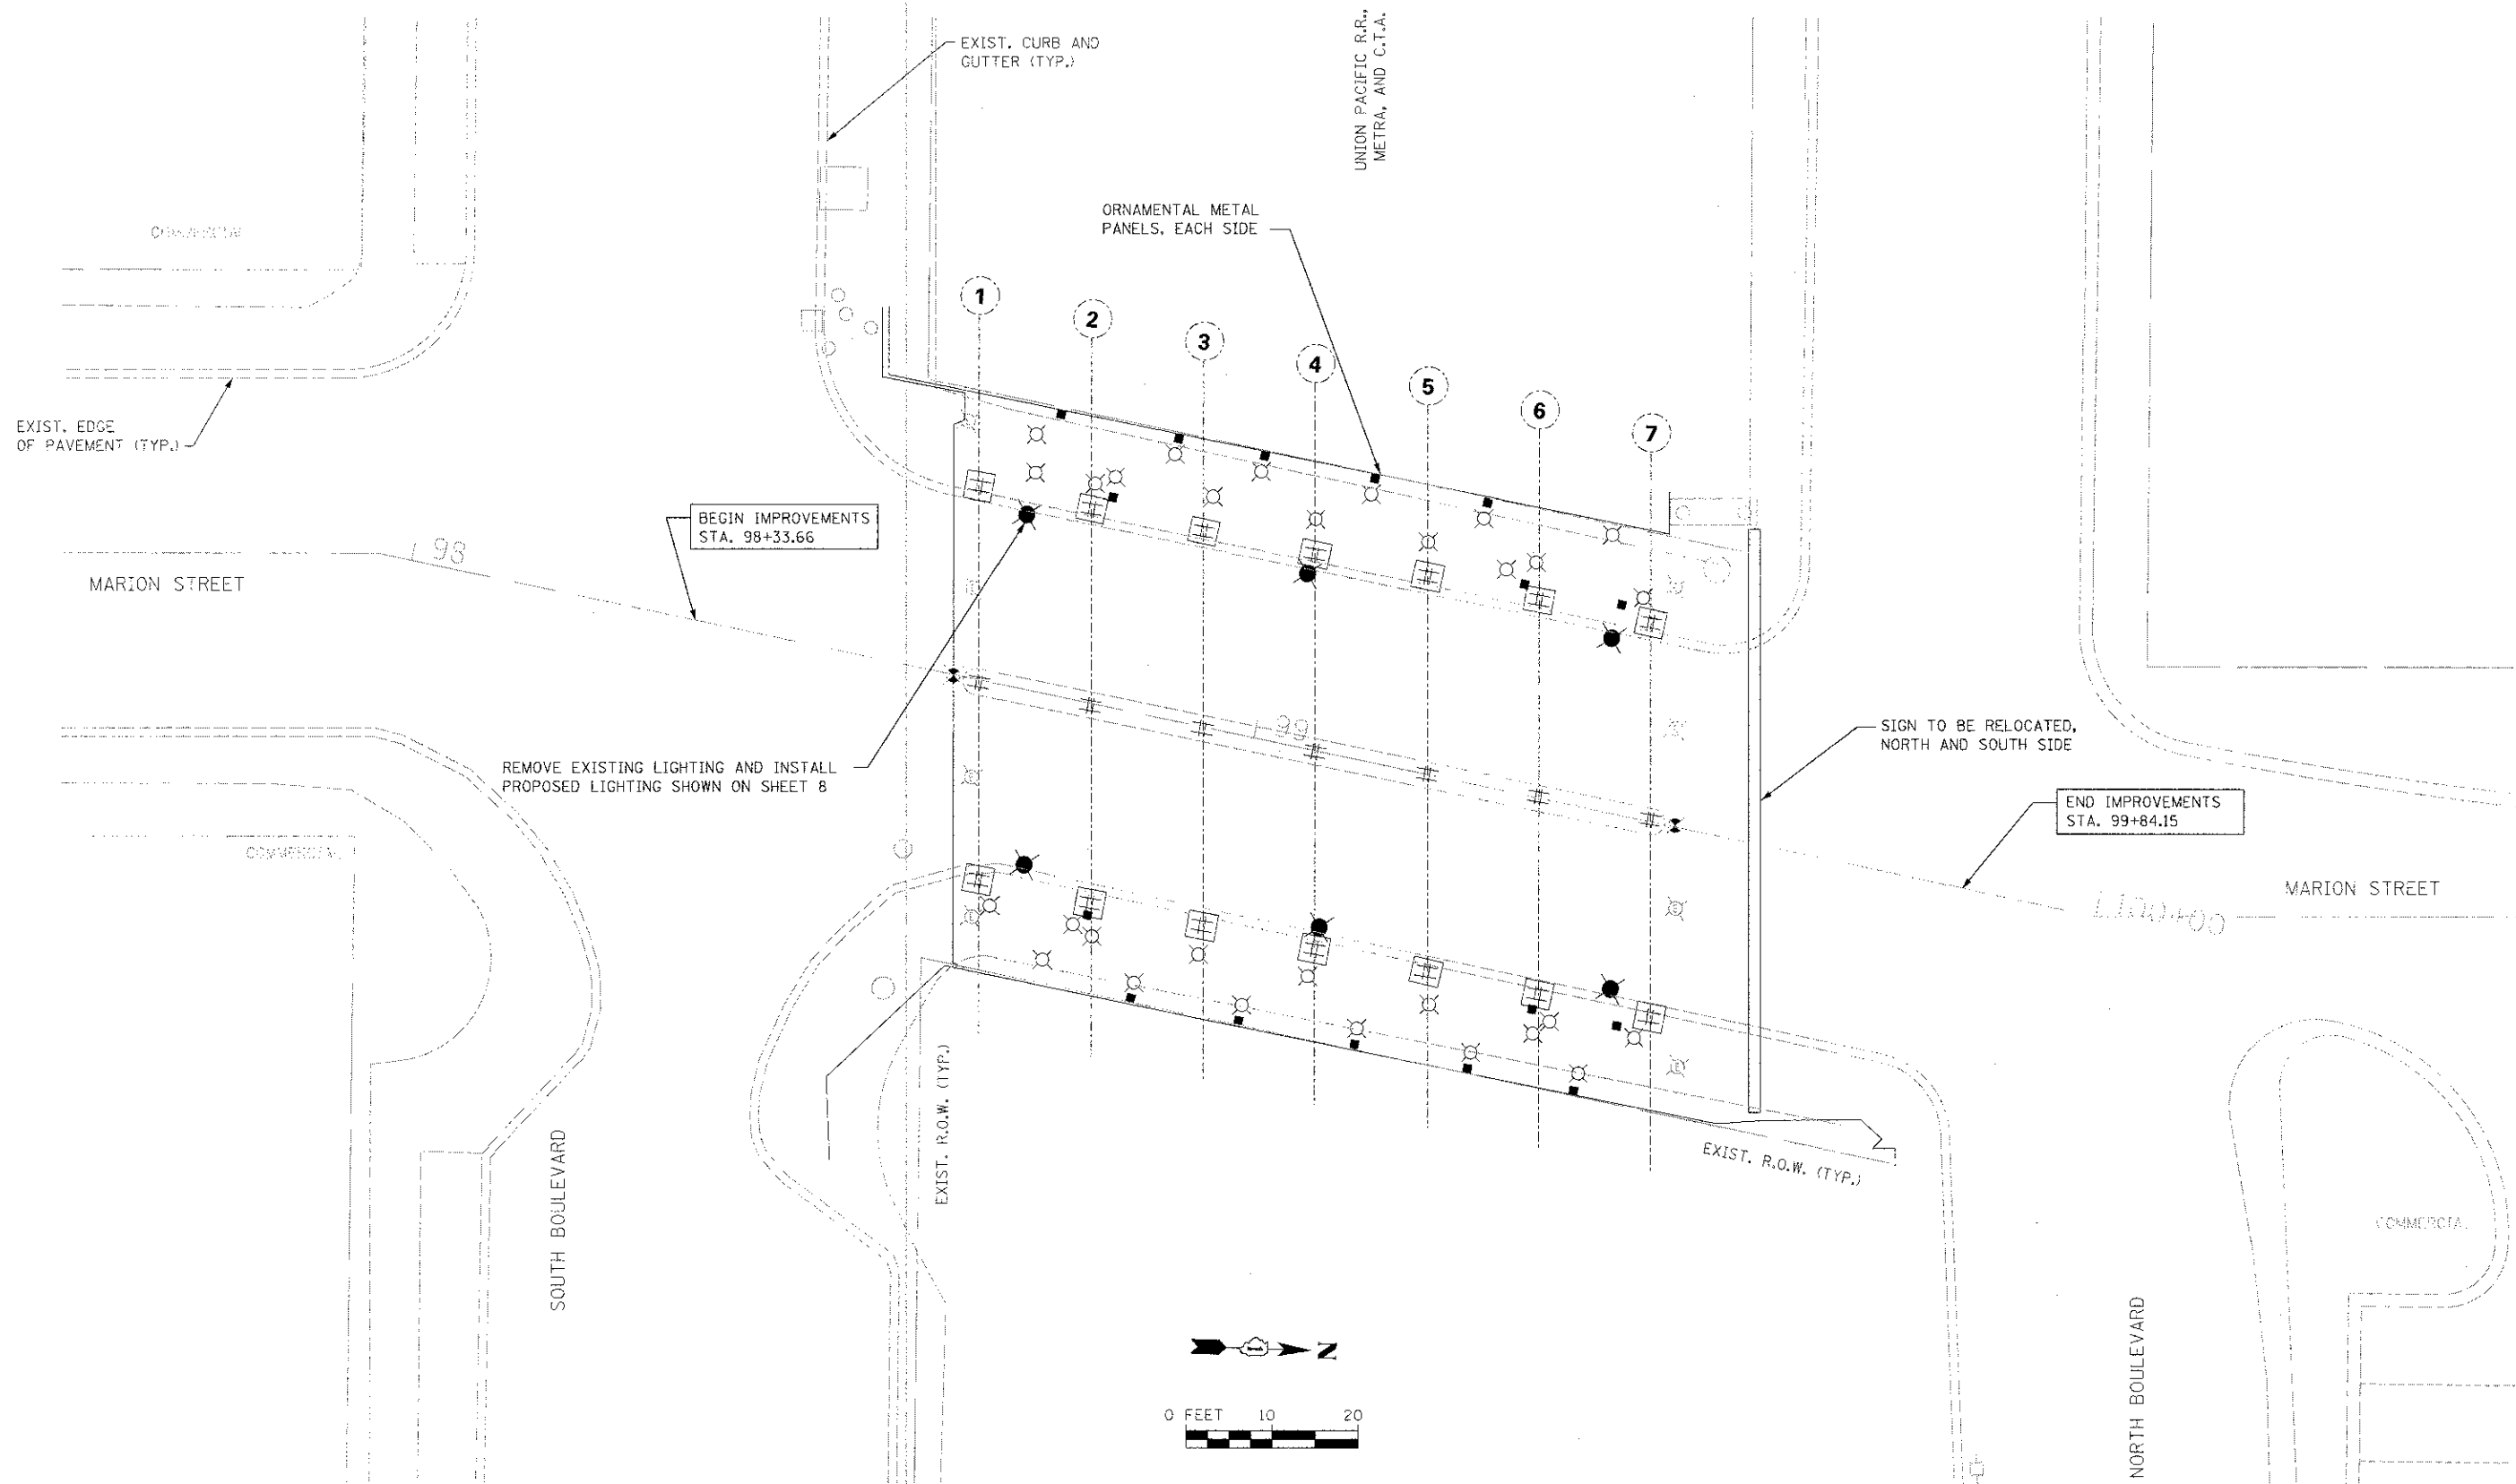 EXIST. CURB AND
GUTTER (TYP.)
UNION PACIFIC R.R.,
METRA, AND C.T.A.
ORNAMENTAL METAL
PANELS, EACH SIDE
1
2
3
4
5
6
7
EXIST. EDGE
OF PAVEMENT (TYP.)
BEGIN IMPROVEMENTS
STA. 98+33.66
98
MARION STREET
99
SIGN TO BE RELOCATED,
NORTH AND SOUTH SIDE
REMOVE EXISTING LIGHTING AND INSTALL
PROPOSED LIGHTING SHOWN ON SHEET 8
END IMPROVEMENTS
STA. 99+84.15
COMMERCIAL
MARION STREET
EXIST. R.O.W. (TYP.)
EXIST. R.O.W. (TYP.)
SOUTH BOULEVARD
NORTH BOULEVARD
N
0 FEET 10 20